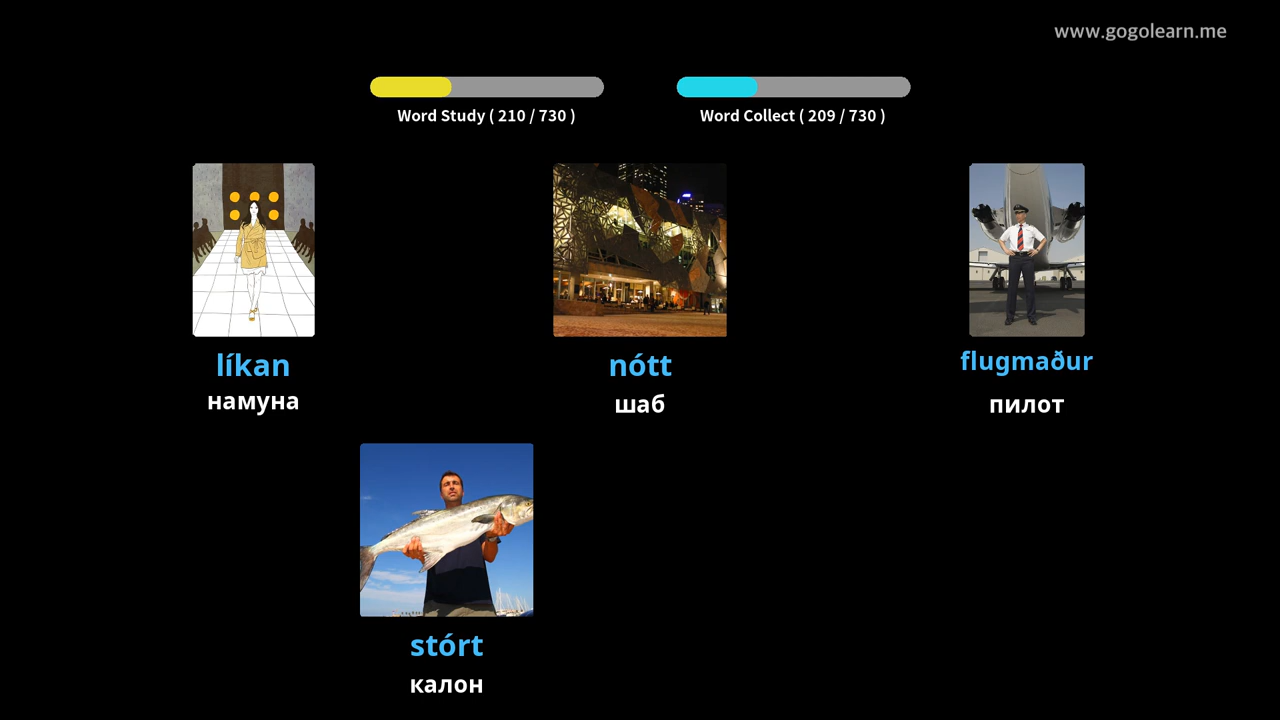 www.gogolearn.me
Word Study ( 210 / 730 )
Word Collect ( 209 / 730 )
líkan
намуна
nótt
шаб
flugmaður
пилот
stórt
калон